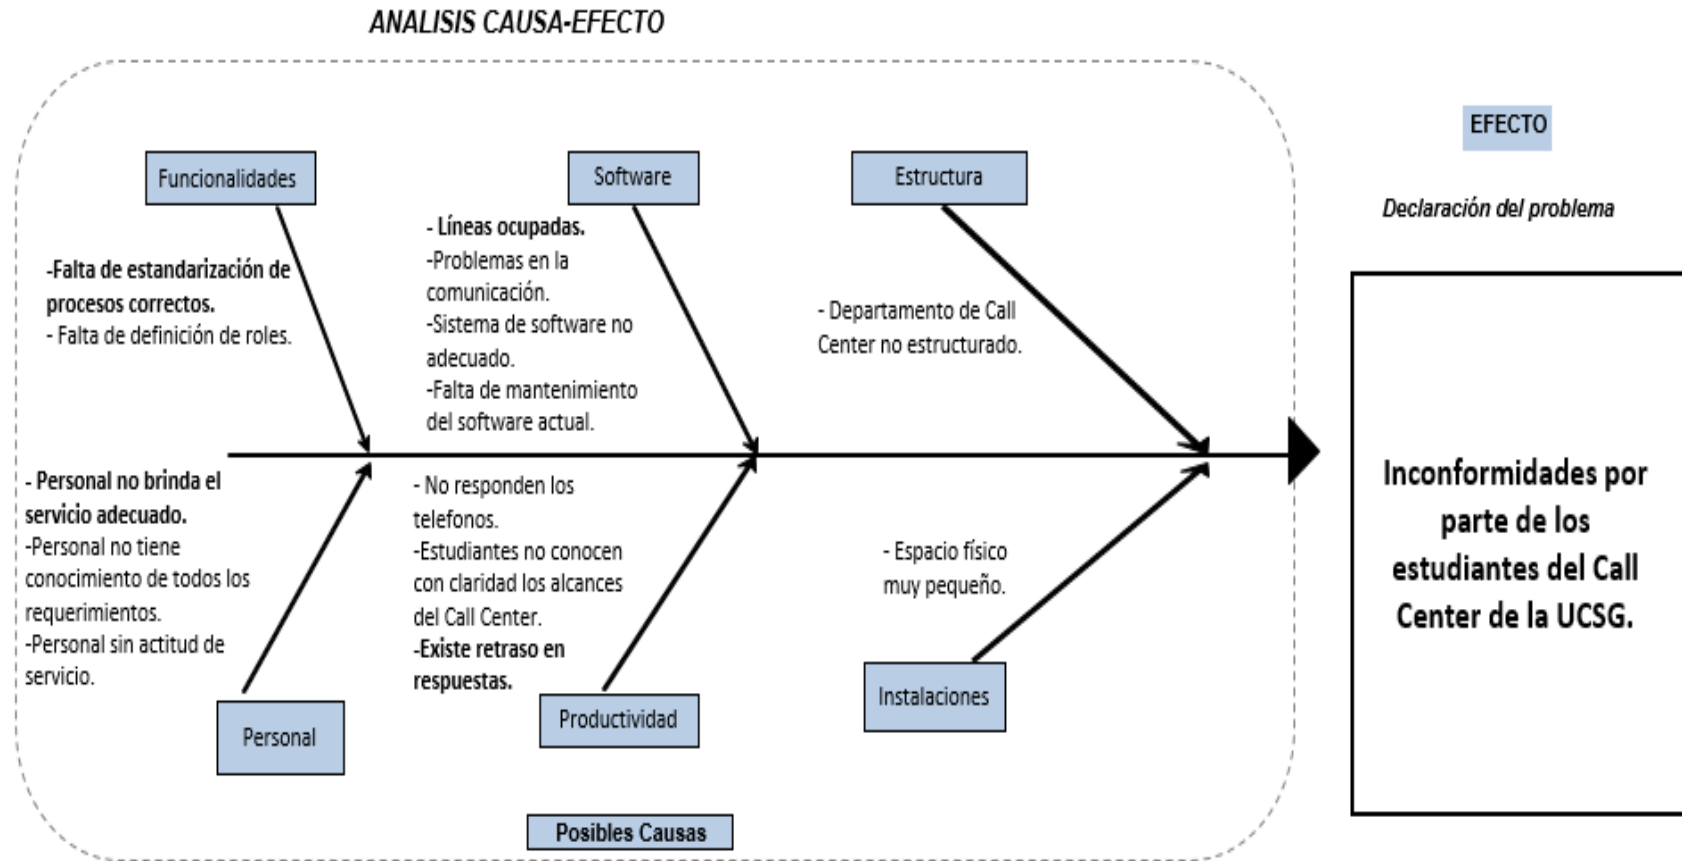 ANALISIS CAUSA-EFECTO
EFECTO
Declaración del problema
Funcionalidades
Software
Estructura
-Falta de estandarización de
procesos correctos.
- Falta de definición de roles.
- Líneas ocupadas.
-Problemas en la
comunicación.
-Sistema de software no
adecuado.
-Falta de mantenimiento
del software actual.
- Departamento de Call
Center no estructurado.
- Personal no brinda el
servicio adecuado.
-Personal no tiene
conocimiento de todos los
requerimientos.
-Personal sin actitud de
servicio.
- No responden los
telefonos.
-Estudiantes no conocen
con claridad los alcances
del Call Center.
-Existe retraso en
respuestas.
- Espacio físico
muy pequeño.
Personal
Productividad
Instalaciones
Posibles Causas
Inconformidades por
parte de los
estudiantes del Call
Center de la UCSG.